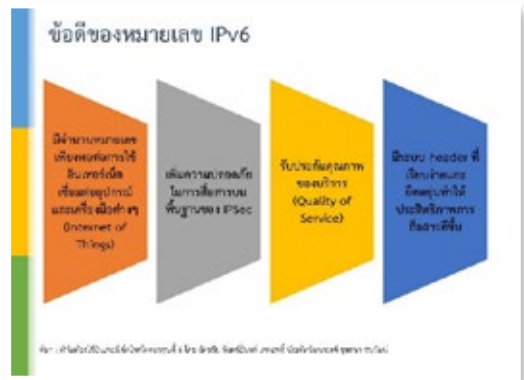 ข้อดีของหมายเลข IPv6
มีจำนวนหมายเลข
เพียงพอต่อการใช้
อินเทอร์เน็ต
เชื่อมต่ออุปกรณ์
และเครื่องมือต่างๆ
(Internet of
Things)
เพิ่มความปลอดภัย
ในการสื่อสารบน
พื้นฐานของ IPSec
รับประกันคุณภาพ
ของบริการ
(Quality of
Service)
มีระบบ header ที่
เรียบง่ายและ
ยืดหยุ่นทำให้
ประสิทธิภาพการ
สื่อสารดีขึ้น